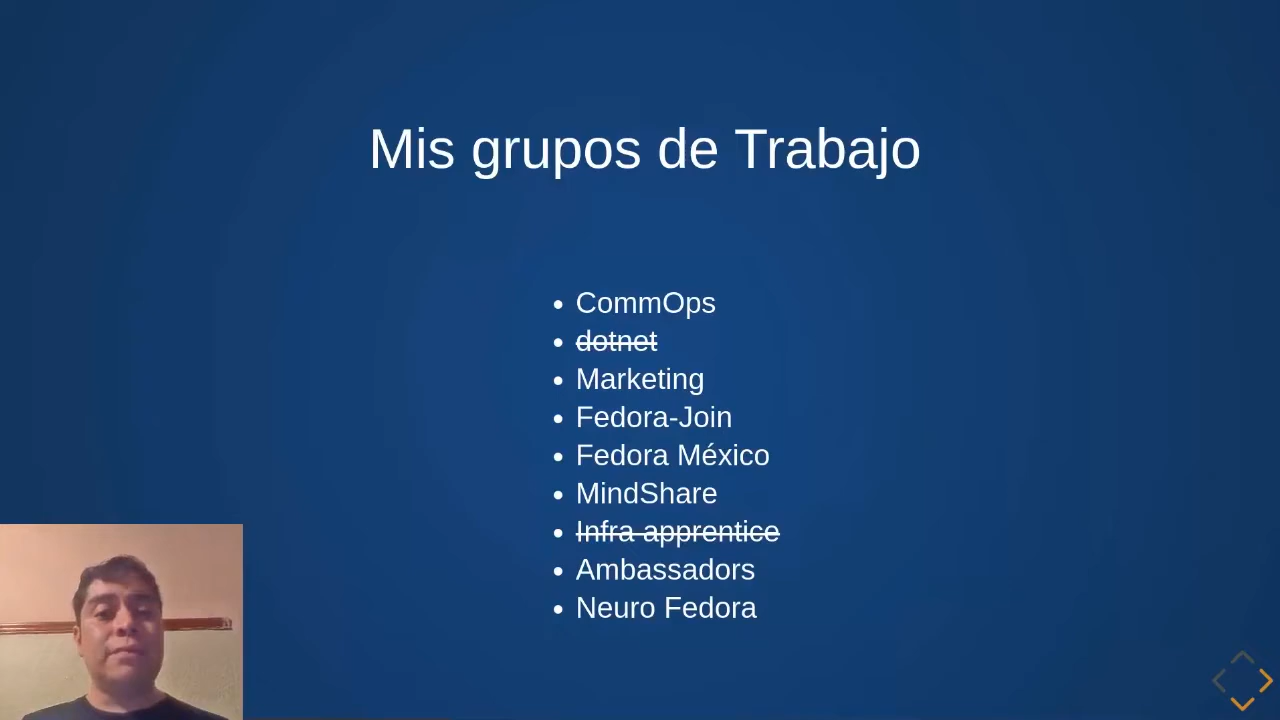 Mis grupos de Trabajo
CommOps
dotnet
Marketing
Fedora-Join
Fedora México
MindShare
Infra apprentice
Ambassadors
Neuro Fedora